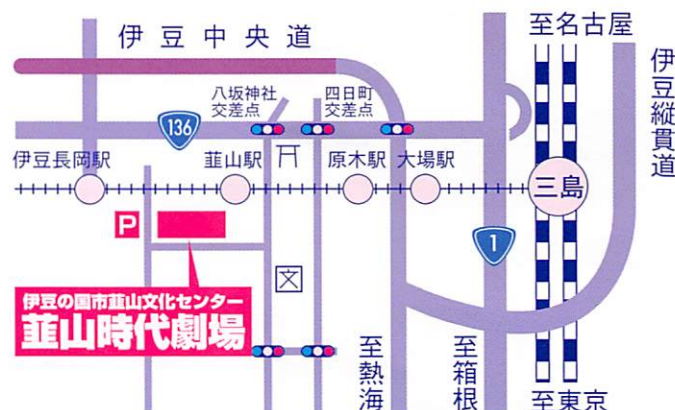 至名古屋
伊豆中央道
伊豆縦貫道
八坂神社
交差点
四日町
交差点
136
伊豆長岡駅
韮山駅
原木駅
大場駅
三島
P
1
文
伊豆の国市韮山文化センター
韮山時代劇場
至熱海
至箱根
至東京